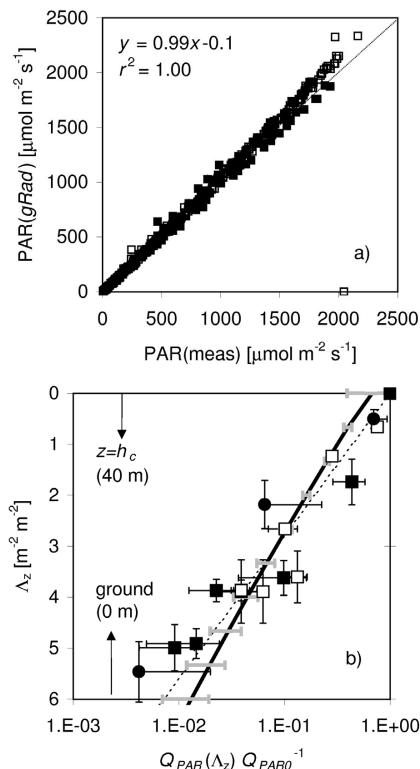 2500
y = 0.99x-0.1
r² = 1.00
2000
1500
1000
500
0
PAR(gRad) [μmol m⁻² s⁻¹]
a)
0 500 1000 1500 2000 2500
PAR(meas) [μmol m⁻² s⁻¹]
0
1
2
3
4
5
6
Λz [m⁻² m⁻²]
z=hc
(40 m)
ground
(0 m)
b)
1.E-03 1.E-02 1.E-01 1.E+00
QPAR(Λz) QPAR0⁻¹